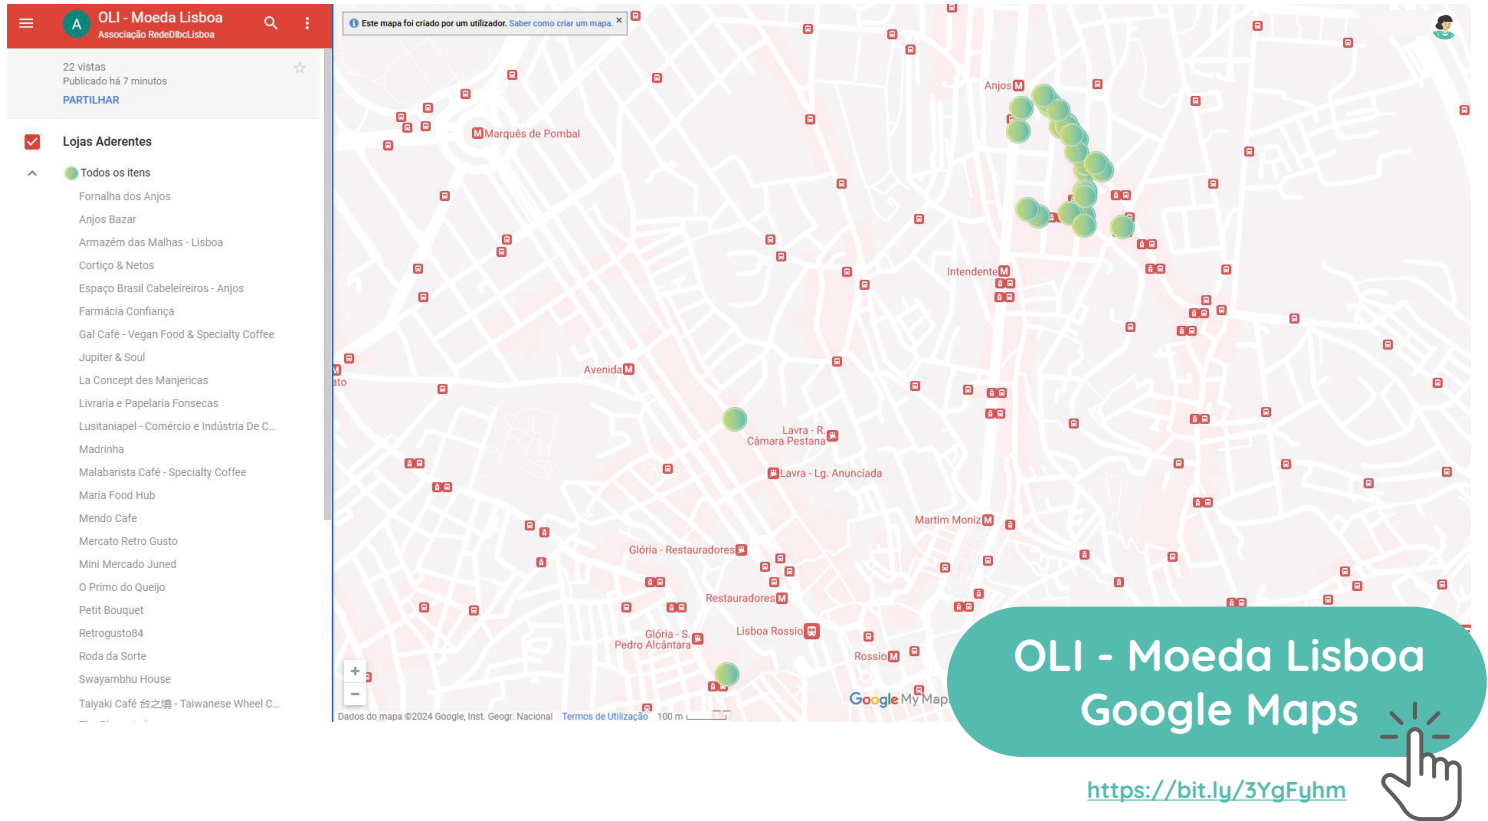 OLI - Moeda Lisboa
Associação RedeDlbcLisboa
A
22 vistas
Publicado há 7 minutos
PARTILHAR
Lojas Aderentes
Todos os itens
Fornalha dos Anjos
Anjos Bazar
Armazém das Malhas - Lisboa
Cortiço & Netos
Espaço Brasil Cabeleireiros - Anjos
Farmácia Confiança
Gal Café - Vegan Food & Specialty Coffee
Jupiter & Soul
La Concept des Manjericas
Livraria e Papelaria Fonsecas
Lusitaniapel - Comércio e Indústria De C...
Madrinha
Malabarista Café - Specialty Coffee
Maria Food Hub
Mendo Cafe
Mercato Retro Gusto
Mini Mercado Juned
O Primo do Queijo
Petit Bouquet
Retrogusto84
Roda da Sorte
Swayambhu House
Taiyaki Café 台之燒 - Taiwanese Wheel C...
Este mapa foi criado por um utilizador. Saber como criar um mapa. ×
Anjos M
M Marquês de Pombal
Intendente M
Avenida M
M
ato
Lavra - R.
Câmara Pestana
Lavra - Lg. Anunciada
Martim Moniz M
Glória - Restauradores
Restauradores M
Lisboa Rossio
Glória - S.
Pedro Alcântara
Rossio M
+
−
Google My Map
Dados do mapa ©2024 Google, Inst. Geogr. Nacional Termos de Utilização 100 m
OLI - Moeda Lisboa
Google Maps
https://bit.ly/3YgFyhm